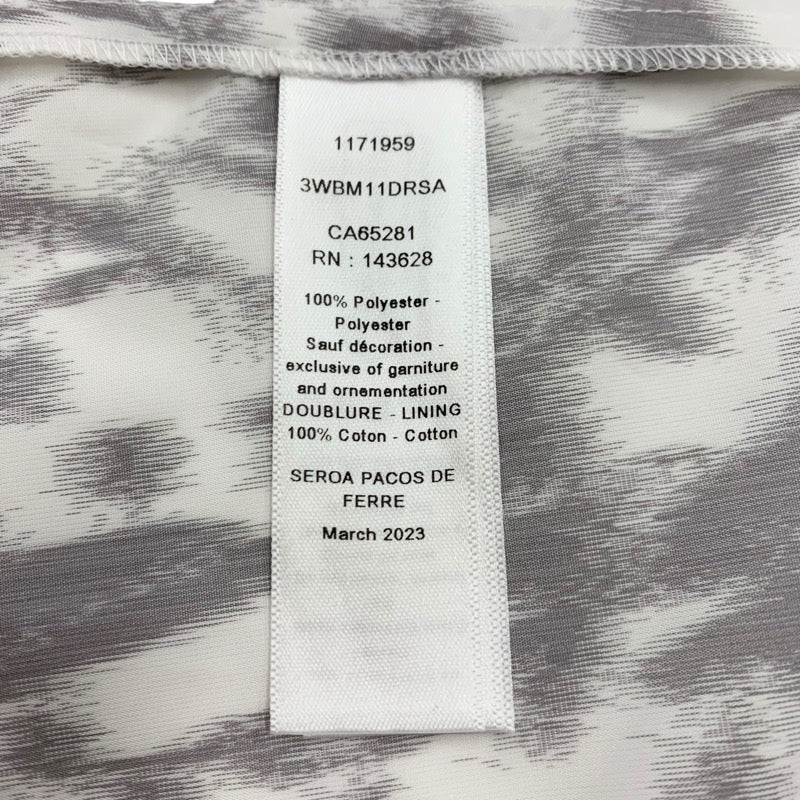 1171959
3WBM11DRSA
CA65281
RN : 143628
100% Polyester -
Polyester
Sauf décoration -
exclusive of garniture
and ornementation
DOUBLURE - LINING
100% Coton - Cotton
SEROA PACOS DE
FERRE
March 2023